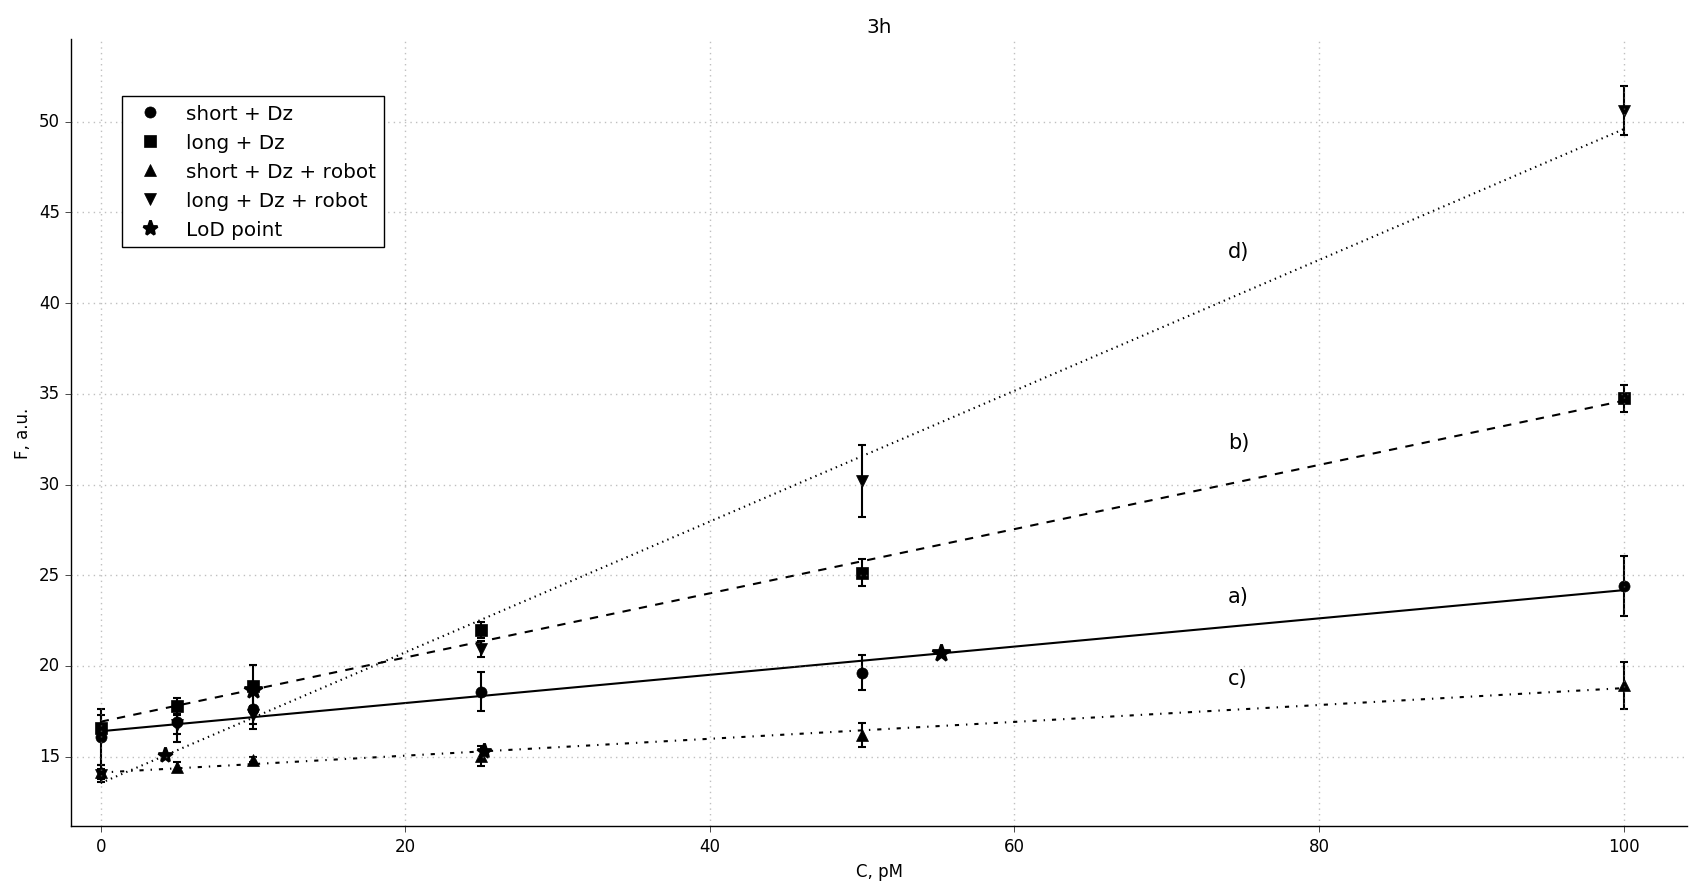 3h
short + Dz
long + Dz
short + Dz + robot
long + Dz + robot
LoD point
50
45
40
35
30
25
20
15
F, a.u.
d)
b)
a)
c)
0 20 40 60 80 100
C, pM